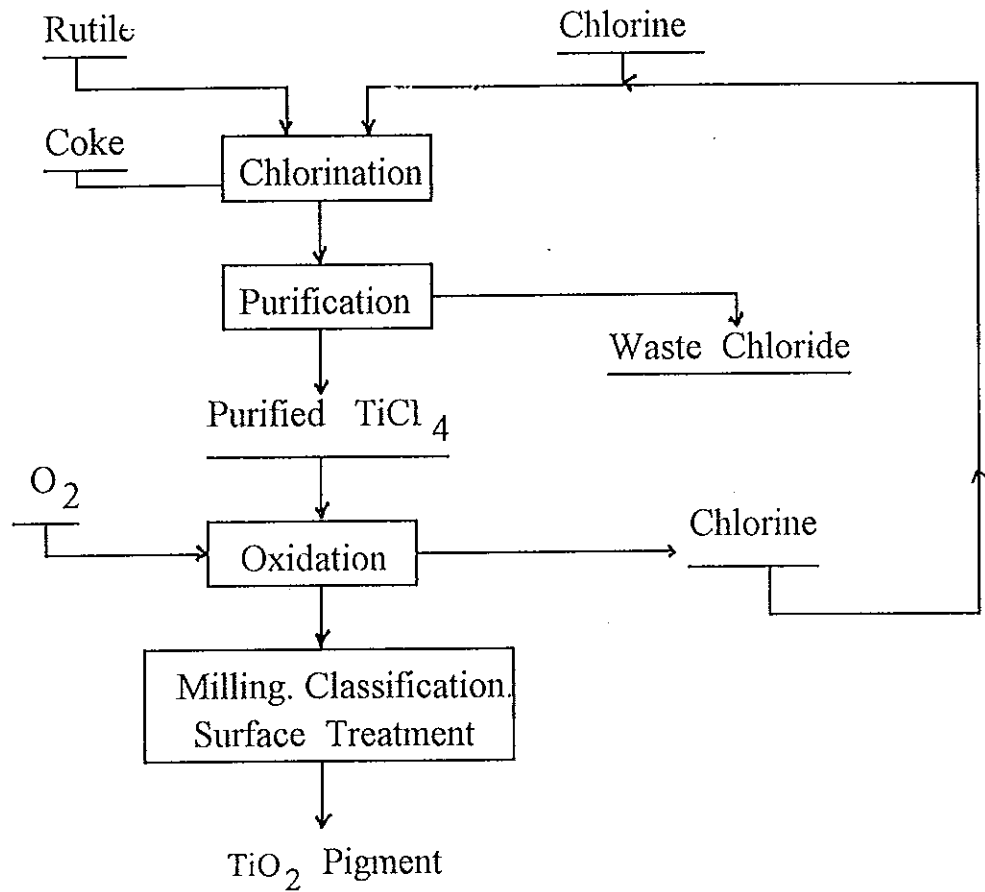 Rutile
Chlorine
Coke
Chlorination
Purification
Waste Chloride
Purified TiCl4
O2
Oxidation
Chlorine
Milling. Classification.
Surface Treatment
TiO2 Pigment